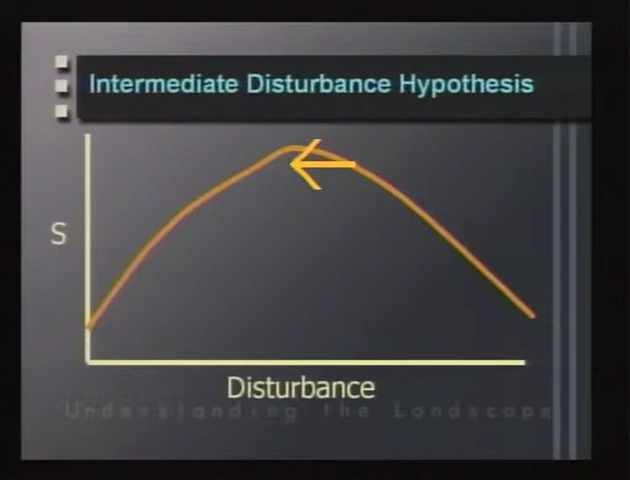 Intermediate Disturbance Hypothesis
S
Disturbance
Understanding the Landscape